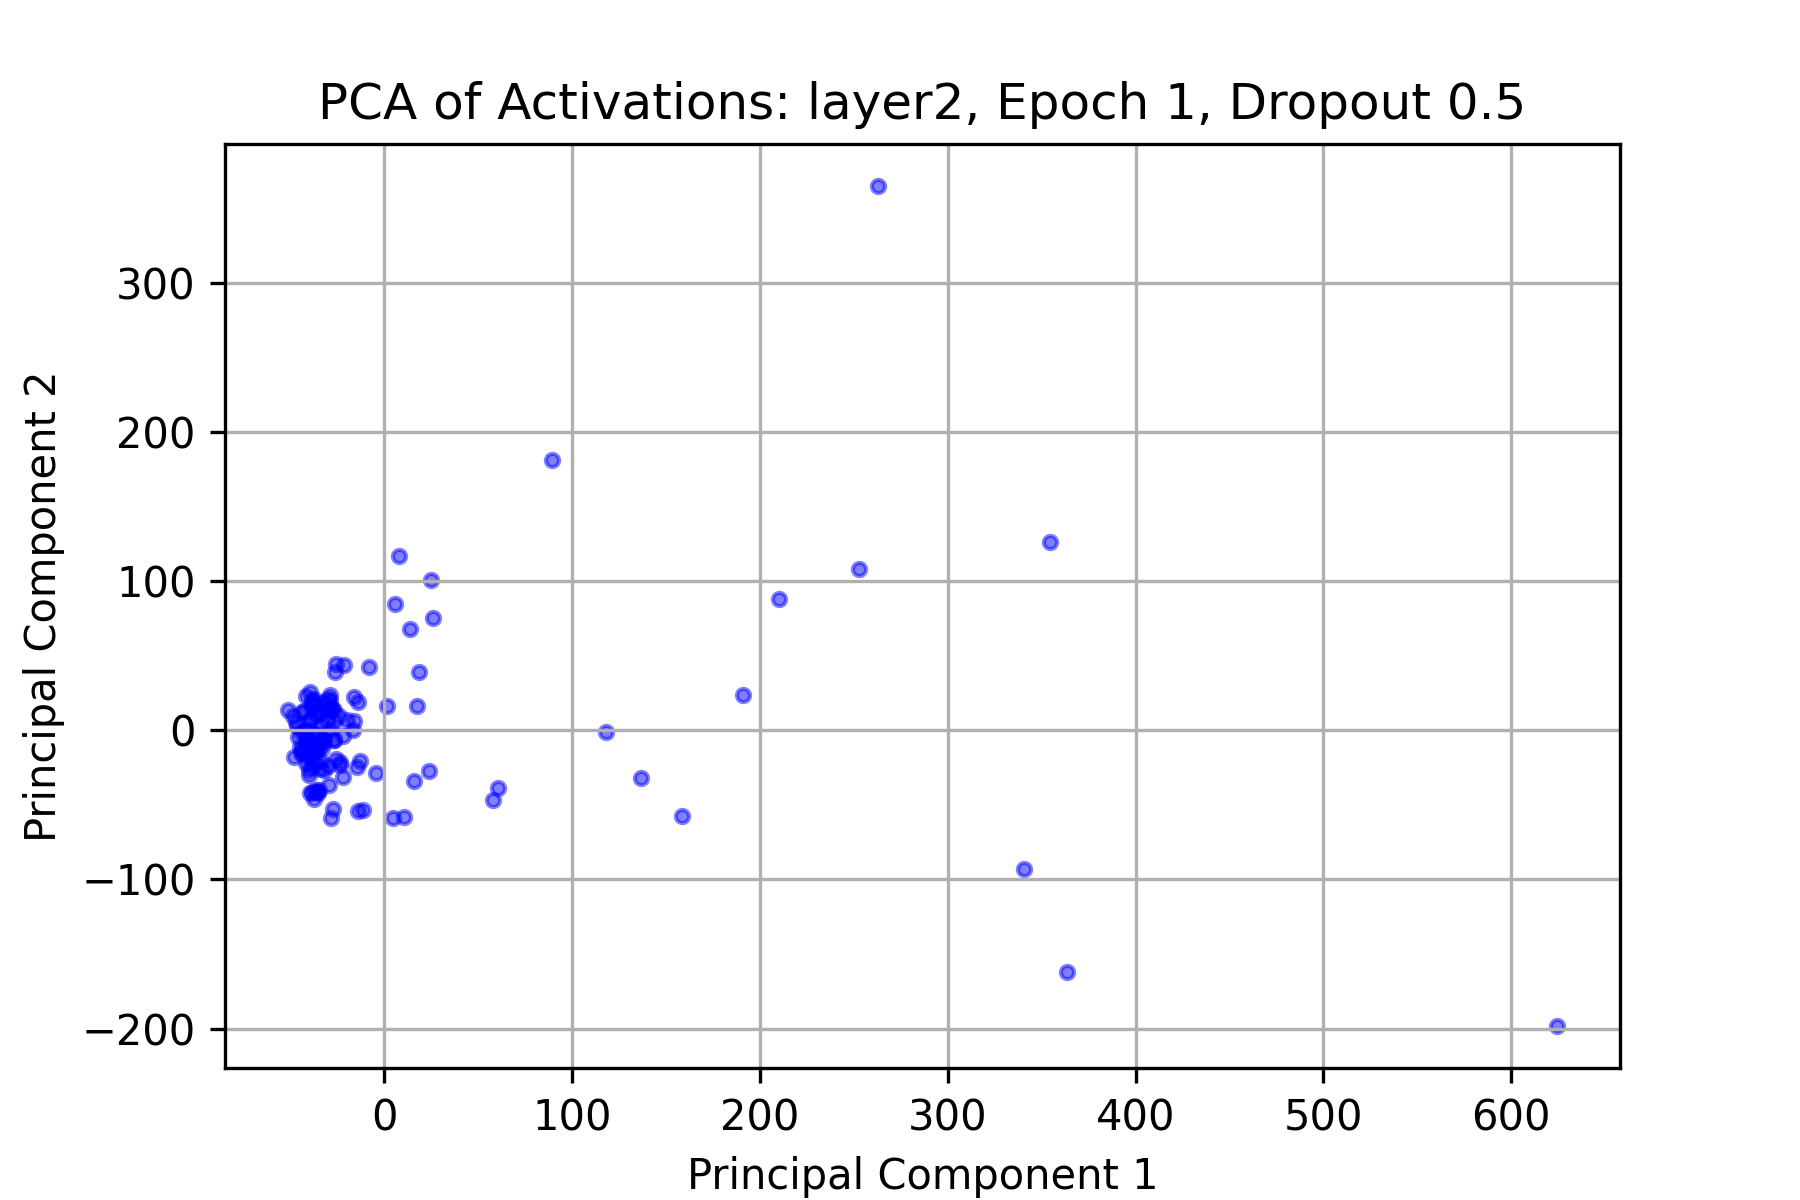 PCA of Activations: layer2, Epoch 1, Dropout 0.5
Principal Component 2
300
200
100
0
−100
−200
0 100 200 300 400 500 600
Principal Component 1